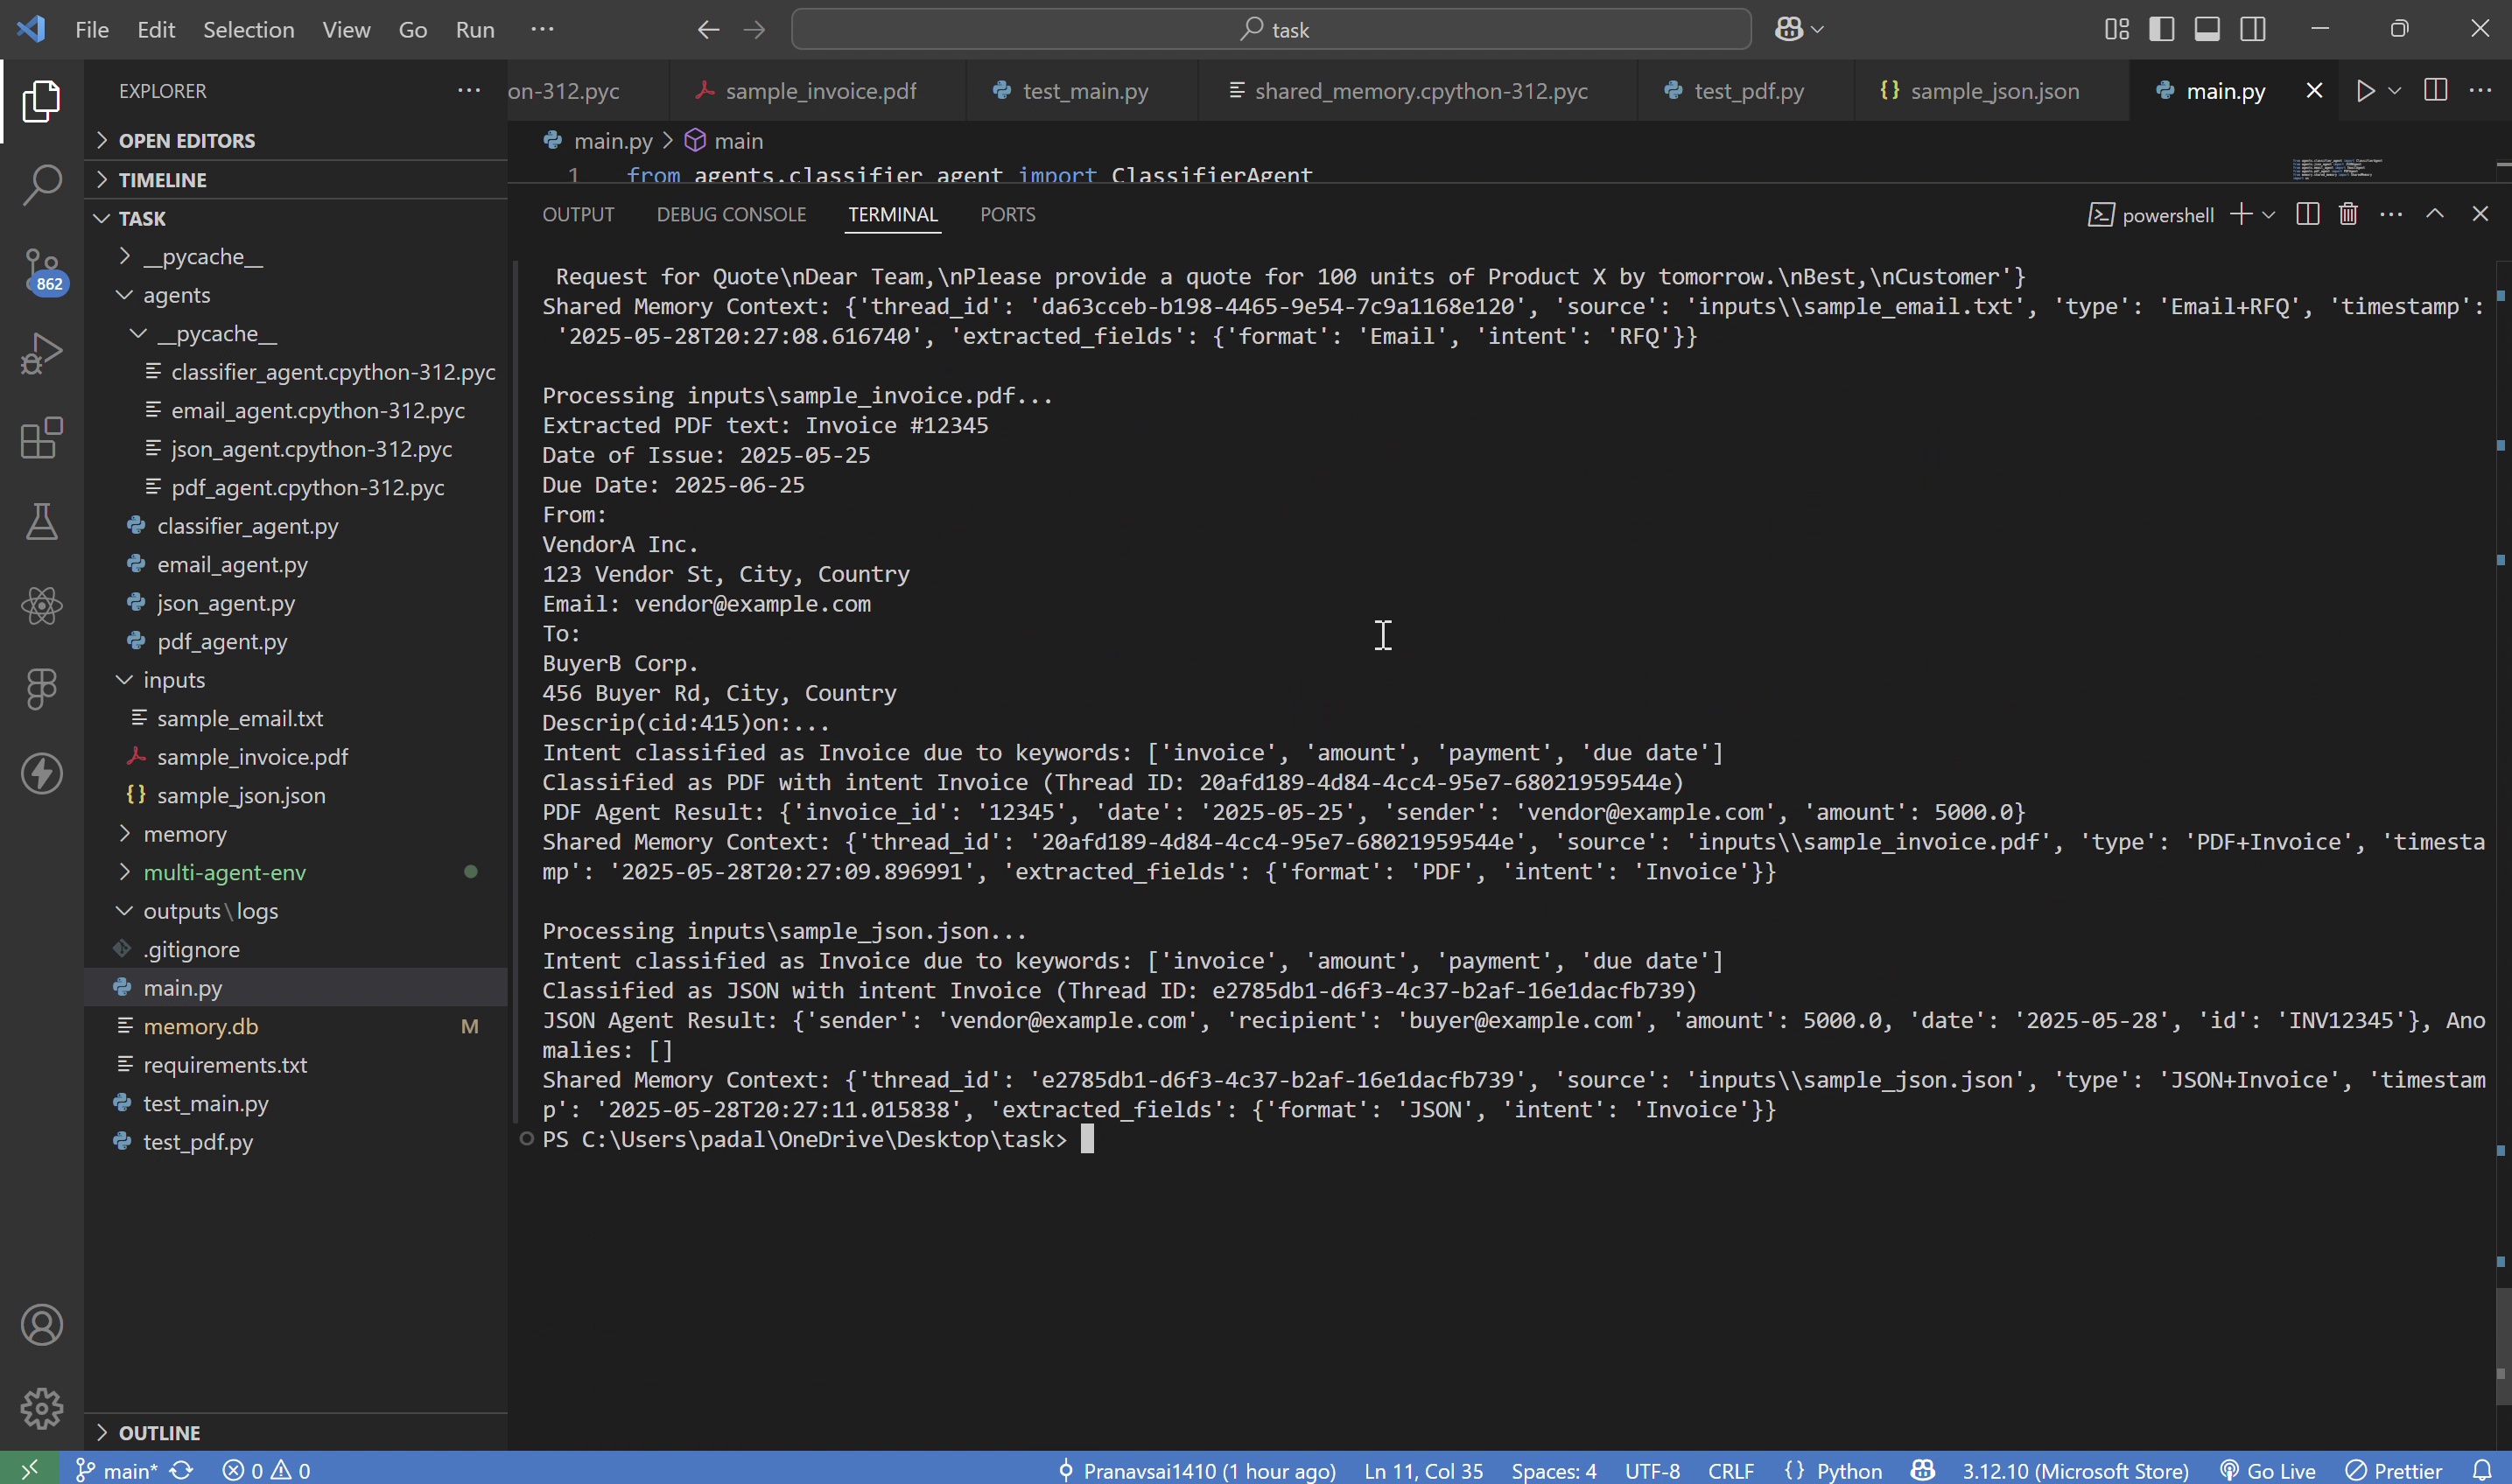 File Edit Selection View Go Run ... task
EXPLORER ...
OPEN EDITORS
TIMELINE
TASK
__pycache__
agents
__pycache__
classifier_agent.cpython-312.pyc
email_agent.cpython-312.pyc
json_agent.cpython-312.pyc
pdf_agent.cpython-312.pyc
classifier_agent.py
email_agent.py
json_agent.py
pdf_agent.py
inputs
sample_email.txt
sample_invoice.pdf
{} sample_json.json
memory
multi-agent-env
outputs\logs
.gitignore
main.py
memory.db M
requirements.txt
test_main.py
test_pdf.py
OUTLINE
862
on-312.pyc sample_invoice.pdf test_main.py shared_memory.cpython-312.pyc test_pdf.py {} sample_json.json main.py
main.py > main
1 from agents.classifier_agent import ClassifierAgent
OUTPUT DEBUG CONSOLE TERMINAL PORTS powershell
Request for Quote\nDear Team,\nPlease provide a quote for 100 units of Product X by tomorrow.\nBest,\nCustomer'}
Shared Memory Context: {'thread_id': 'da63cceb-b198-4465-9e54-7c9a1168e120', 'source': 'inputs\\sample_email.txt', 'type': 'Email+RFQ', 'timestamp':
'2025-05-28T20:27:08.616740', 'extracted_fields': {'format': 'Email', 'intent': 'RFQ'}}
Processing inputs\sample_invoice.pdf...
Extracted PDF text: Invoice #12345
Date of Issue: 2025-05-25
Due Date: 2025-06-25
From:
VendorA Inc.
123 Vendor St, City, Country
Email: vendor@example.com
To:
BuyerB Corp.
456 Buyer Rd, City, Country
Descrip(cid:415)on:...
Intent classified as Invoice due to keywords: ['invoice', 'amount', 'payment', 'due date']
Classified as PDF with intent Invoice (Thread ID: 20afd189-4d84-4cc4-95e7-68021959544e)
PDF Agent Result: {'invoice_id': '12345', 'date': '2025-05-25', 'sender': 'vendor@example.com', 'amount': 5000.0}
Shared Memory Context: {'thread_id': '20afd189-4d84-4cc4-95e7-68021959544e', 'source': 'inputs\\sample_invoice.pdf', 'type': 'PDF+Invoice', 'timesta
mp': '2025-05-28T20:27:09.896991', 'extracted_fields': {'format': 'PDF', 'intent': 'Invoice'}}
Processing inputs\sample_json.json...
Intent classified as Invoice due to keywords: ['invoice', 'amount', 'payment', 'due date']
Classified as JSON with intent Invoice (Thread ID: e2785db1-d6f3-4c37-b2af-16e1dacfb739)
JSON Agent Result: {'sender': 'vendor@example.com', 'recipient': 'buyer@example.com', 'amount': 5000.0, 'date': '2025-05-28', 'id': 'INV12345'}, Ano
malies: []
Shared Memory Context: {'thread_id': 'e2785db1-d6f3-4c37-b2af-16e1dacfb739', 'source': 'inputs\\sample_json.json', 'type': 'JSON+Invoice', 'timestam
p': '2025-05-28T20:27:11.015838', 'extracted_fields': {'format': 'JSON', 'intent': 'Invoice'}}
PS C:\Users\padal\OneDrive\Desktop\task>
main* 0 0 Pranavsai1410 (1 hour ago) Ln 11, Col 35 Spaces: 4 UTF-8 CRLF {} Python 3.12.10 (Microsoft Store) Go Live Prettier